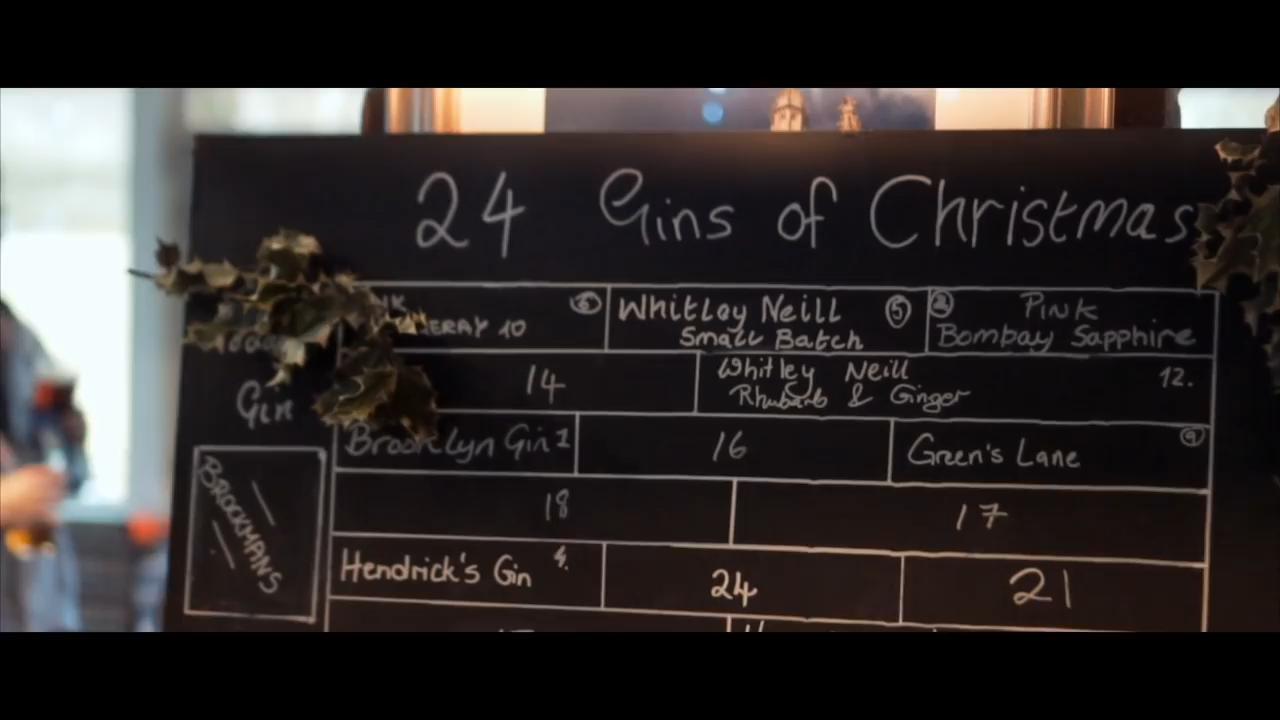 24 Gins of Christmas
ERAY 10
6
Whitley Neill
Small Batch
5
2
Pink
Bombay Sapphire
14
Whitley Neill
Rhubarb & Ginger
12.
Gin
Brooklyn Gin 1
16
Green's Lane
9
18
17
BROCKMANS
Hendrick's Gin
4.
24
21